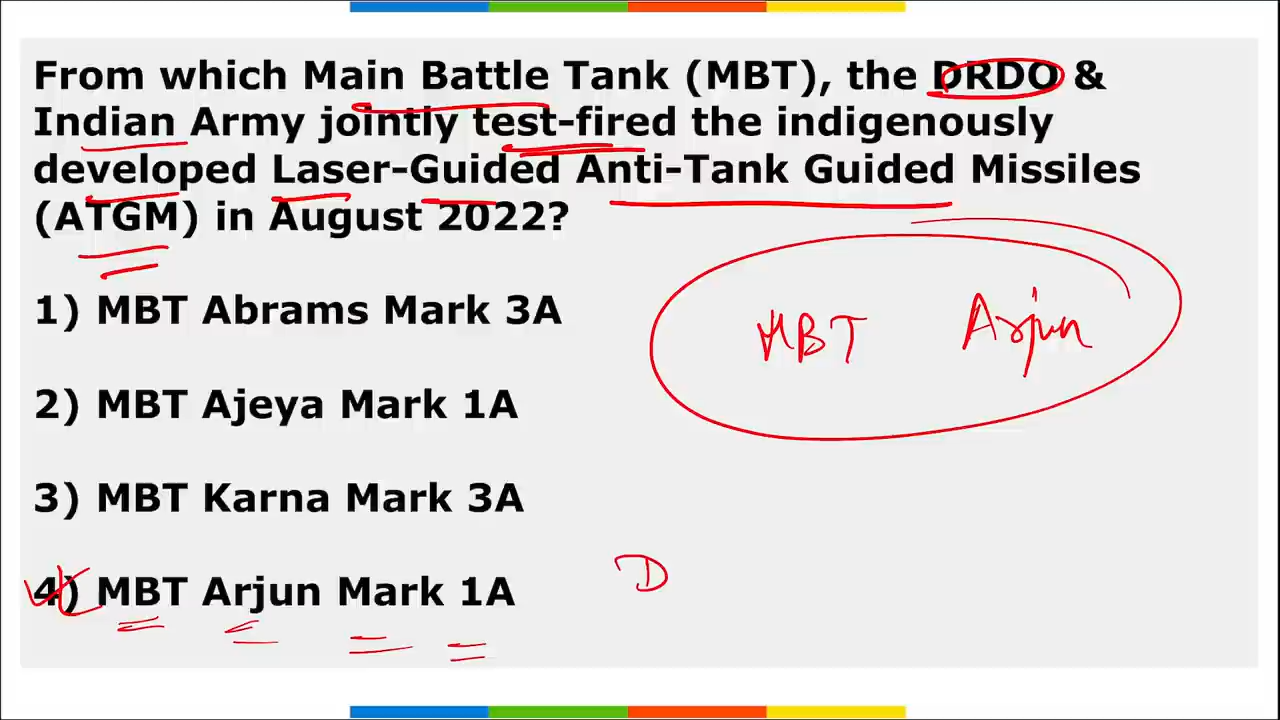 From which Main Battle Tank (MBT), the DRDO &
Indian Army jointly test-fired the indigenously
developed Laser-Guided Anti-Tank Guided Missiles
(ATGM) in August 2022?
1) MBT Abrams Mark 3A
MBT Arjun
2) MBT Ajeya Mark 1A
3) MBT Karna Mark 3A
4) MBT Arjun Mark 1A D